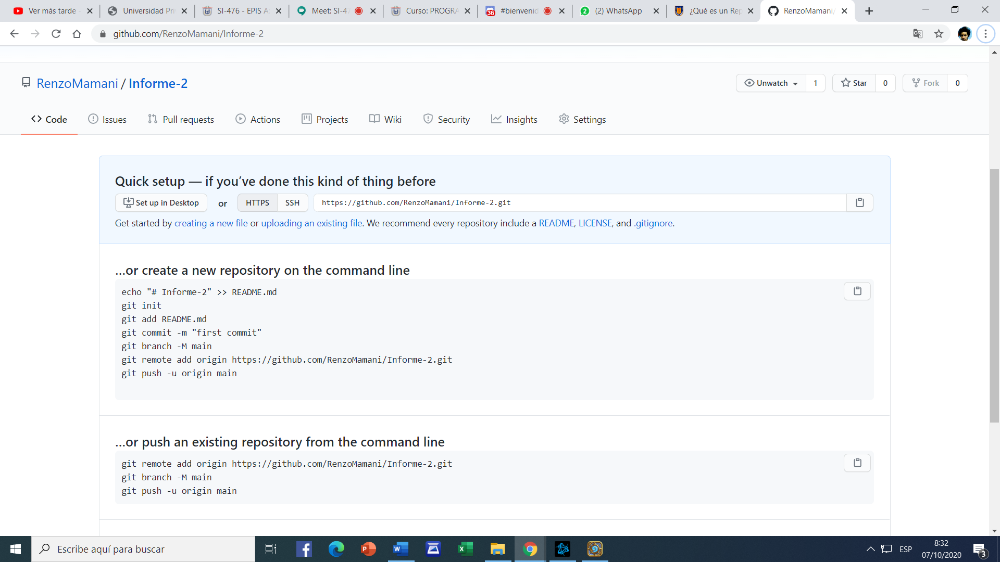 Ver más tarde -
Universidad Pri
SI-476 - EPIS A
Meet: SI-47
Curso: PROGRA
36
#bienvenid
2
(2) WhatsApp
¿Qué es un Rep
RenzoMamani/
github.com/RenzoMamani/Informe-2
RenzoMamani / Informe-2
Unwatch 1
Star 0
Fork 0
Code
Issues
Pull requests
Actions
Projects
Wiki
Security
Insights
Settings
Quick setup — if you’ve done this kind of thing before
Set up in Desktop or HTTPS SSH https://github.com/RenzoMamani/Informe-2.git
Get started by creating a new file or uploading an existing file. We recommend every repository include a README, LICENSE, and .gitignore.
…or create a new repository on the command line
echo "# Informe-2" >> README.md
git init
git add README.md
git commit -m "first commit"
git branch -M main
git remote add origin https://github.com/RenzoMamani/Informe-2.git
git push -u origin main
…or push an existing repository from the command line
git remote add origin https://github.com/RenzoMamani/Informe-2.git
git branch -M main
git push -u origin main
Escribe aquí para buscar
ESP
8:32
07/10/2020
3